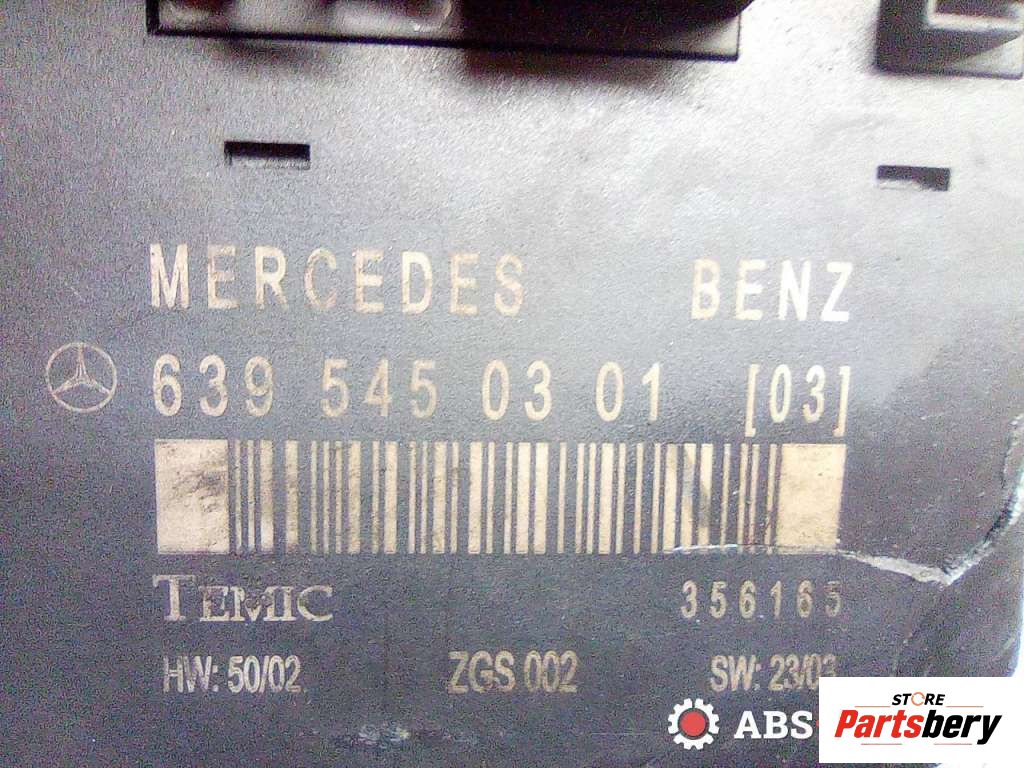 MERCEDES BENZ
639 545 03 01 [03]
TEMIC 356165
HW: 50/02 ZGS 002 SW: 23/03
ABS
STORE
Partsbery